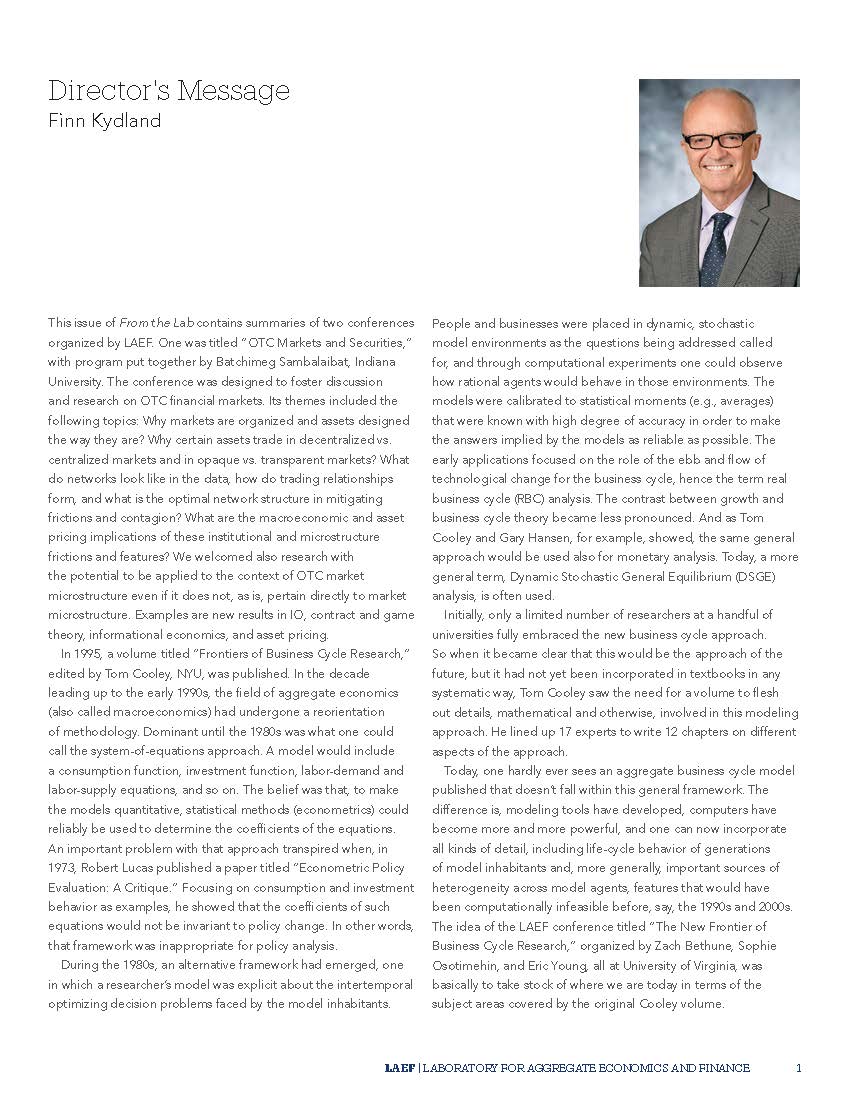 Director's Message
Finn Kydland
This issue of From the Lab contains summaries of two conferences
organized by LAEF. One was titled “OTC Markets and Securities,”
with program put together by Batchimeg Sambalaibat, Indiana
University. The conference was designed to foster discussion
and research on OTC financial markets. Its themes included the
following topics: Why markets are organized and assets designed
the way they are? Why certain assets trade in decentralized vs.
centralized markets and in opaque vs. transparent markets? What
do networks look like in the data, how do trading relationships
form, and what is the optimal network structure in mitigating
frictions and contagion? What are the macroeconomic and asset
pricing implications of these institutional and microstructure
frictions and features? We welcomed also research with
the potential to be applied to the context of OTC market
microstructure even if it does not, as is, pertain directly to market
microstructure. Examples are new results in IO, contract and game
theory, informational economics, and asset pricing.
In 1995, a volume titled “Frontiers of Business Cycle Research,”
edited by Tom Cooley, NYU, was published. In the decade
leading up to the early 1990s, the field of aggregate economics
(also called macroeconomics) had undergone a reorientation
of methodology. Dominant until the 1980s was what one could
call the system-of-equations approach. A model would include
a consumption function, investment function, labor-demand and
labor-supply equations, and so on. The belief was that, to make
the models quantitative, statistical methods (econometrics) could
reliably be used to determine the coefficients of the equations.
An important problem with that approach transpired when, in
1973, Robert Lucas published a paper titled “Econometric Policy
Evaluation: A Critique.” Focusing on consumption and investment
behavior as examples, he showed that the coefficients of such
equations would not be invariant to policy change. In other words,
that framework was inappropriate for policy analysis.
During the 1980s, an alternative framework had emerged, one
in which a researcher’s model was explicit about the intertemporal
optimizing decision problems faced by the model inhabitants.
People and businesses were placed in dynamic, stochastic
model environments as the questions being addressed called
for, and through computational experiments one could observe
how rational agents would behave in those environments. The
models were calibrated to statistical moments (e.g., averages)
that were known with high degree of accuracy in order to make
the answers implied by the models as reliable as possible. The
early applications focused on the role of the ebb and flow of
technological change for the business cycle, hence the term real
business cycle (RBC) analysis. The contrast between growth and
business cycle theory became less pronounced. And as Tom
Cooley and Gary Hansen, for example, showed, the same general
approach would be used also for monetary analysis. Today, a more
general term, Dynamic Stochastic General Equilibrium (DSGE)
analysis, is often used.
Initially, only a limited number of researchers at a handful of
universities fully embraced the new business cycle approach.
So when it became clear that this would be the approach of the
future, but it had not yet been incorporated in textbooks in any
systematic way, Tom Cooley saw the need for a volume to flesh
out details, mathematical and otherwise, involved in this modeling
approach. He lined up 17 experts to write 12 chapters on different
aspects of the approach.
Today, one hardly ever sees an aggregate business cycle model
published that doesn’t fall within this general framework. The
difference is, modeling tools have developed, computers have
become more and more powerful, and one can now incorporate
all kinds of detail, including life-cycle behavior of generations
of model inhabitants and, more generally, important sources of
heterogeneity across model agents, features that would have
been computationally infeasible before, say, the 1990s and 2000s.
The idea of the LAEF conference titled “The New Frontier of
Business Cycle Research,” organized by Zach Bethune, Sophie
Osotimehin, and Eric Young, all at University of Virginia, was
basically to take stock of where we are today in terms of the
subject areas covered by the original Cooley volume.
LAEF | LABORATORY FOR AGGREGATE ECONOMICS AND FINANCE 1